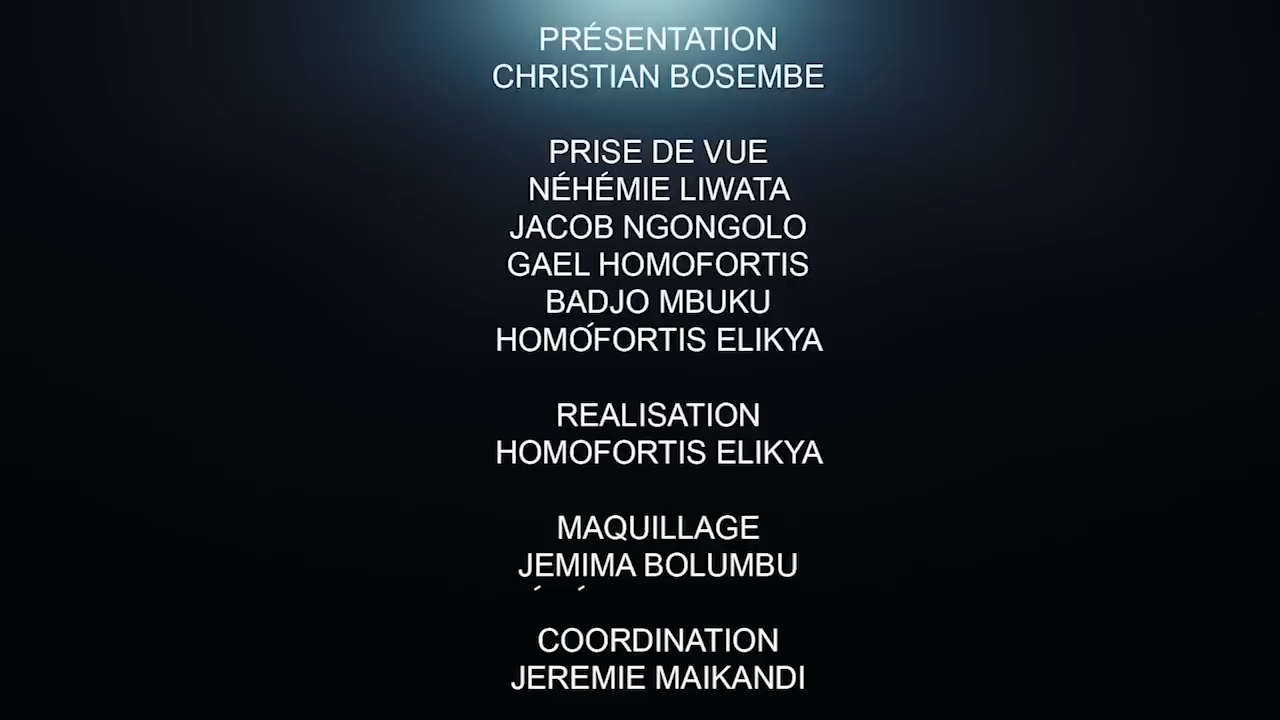 PRÉSENTATION
CHRISTIAN BOSEMBE
PRISE DE VUE
NÉHÉMIE LIWATA
JACOB NGONGOLO
GAEL HOMOFORTIS
BADJO MBUKU
HOMOFORTIS ELIKYA
REALISATION
HOMOFORTIS ELIKYA
MAQUILLAGE
JEMIMA BOLUMBU
COORDINATION
JEREMIE MAIKANDI